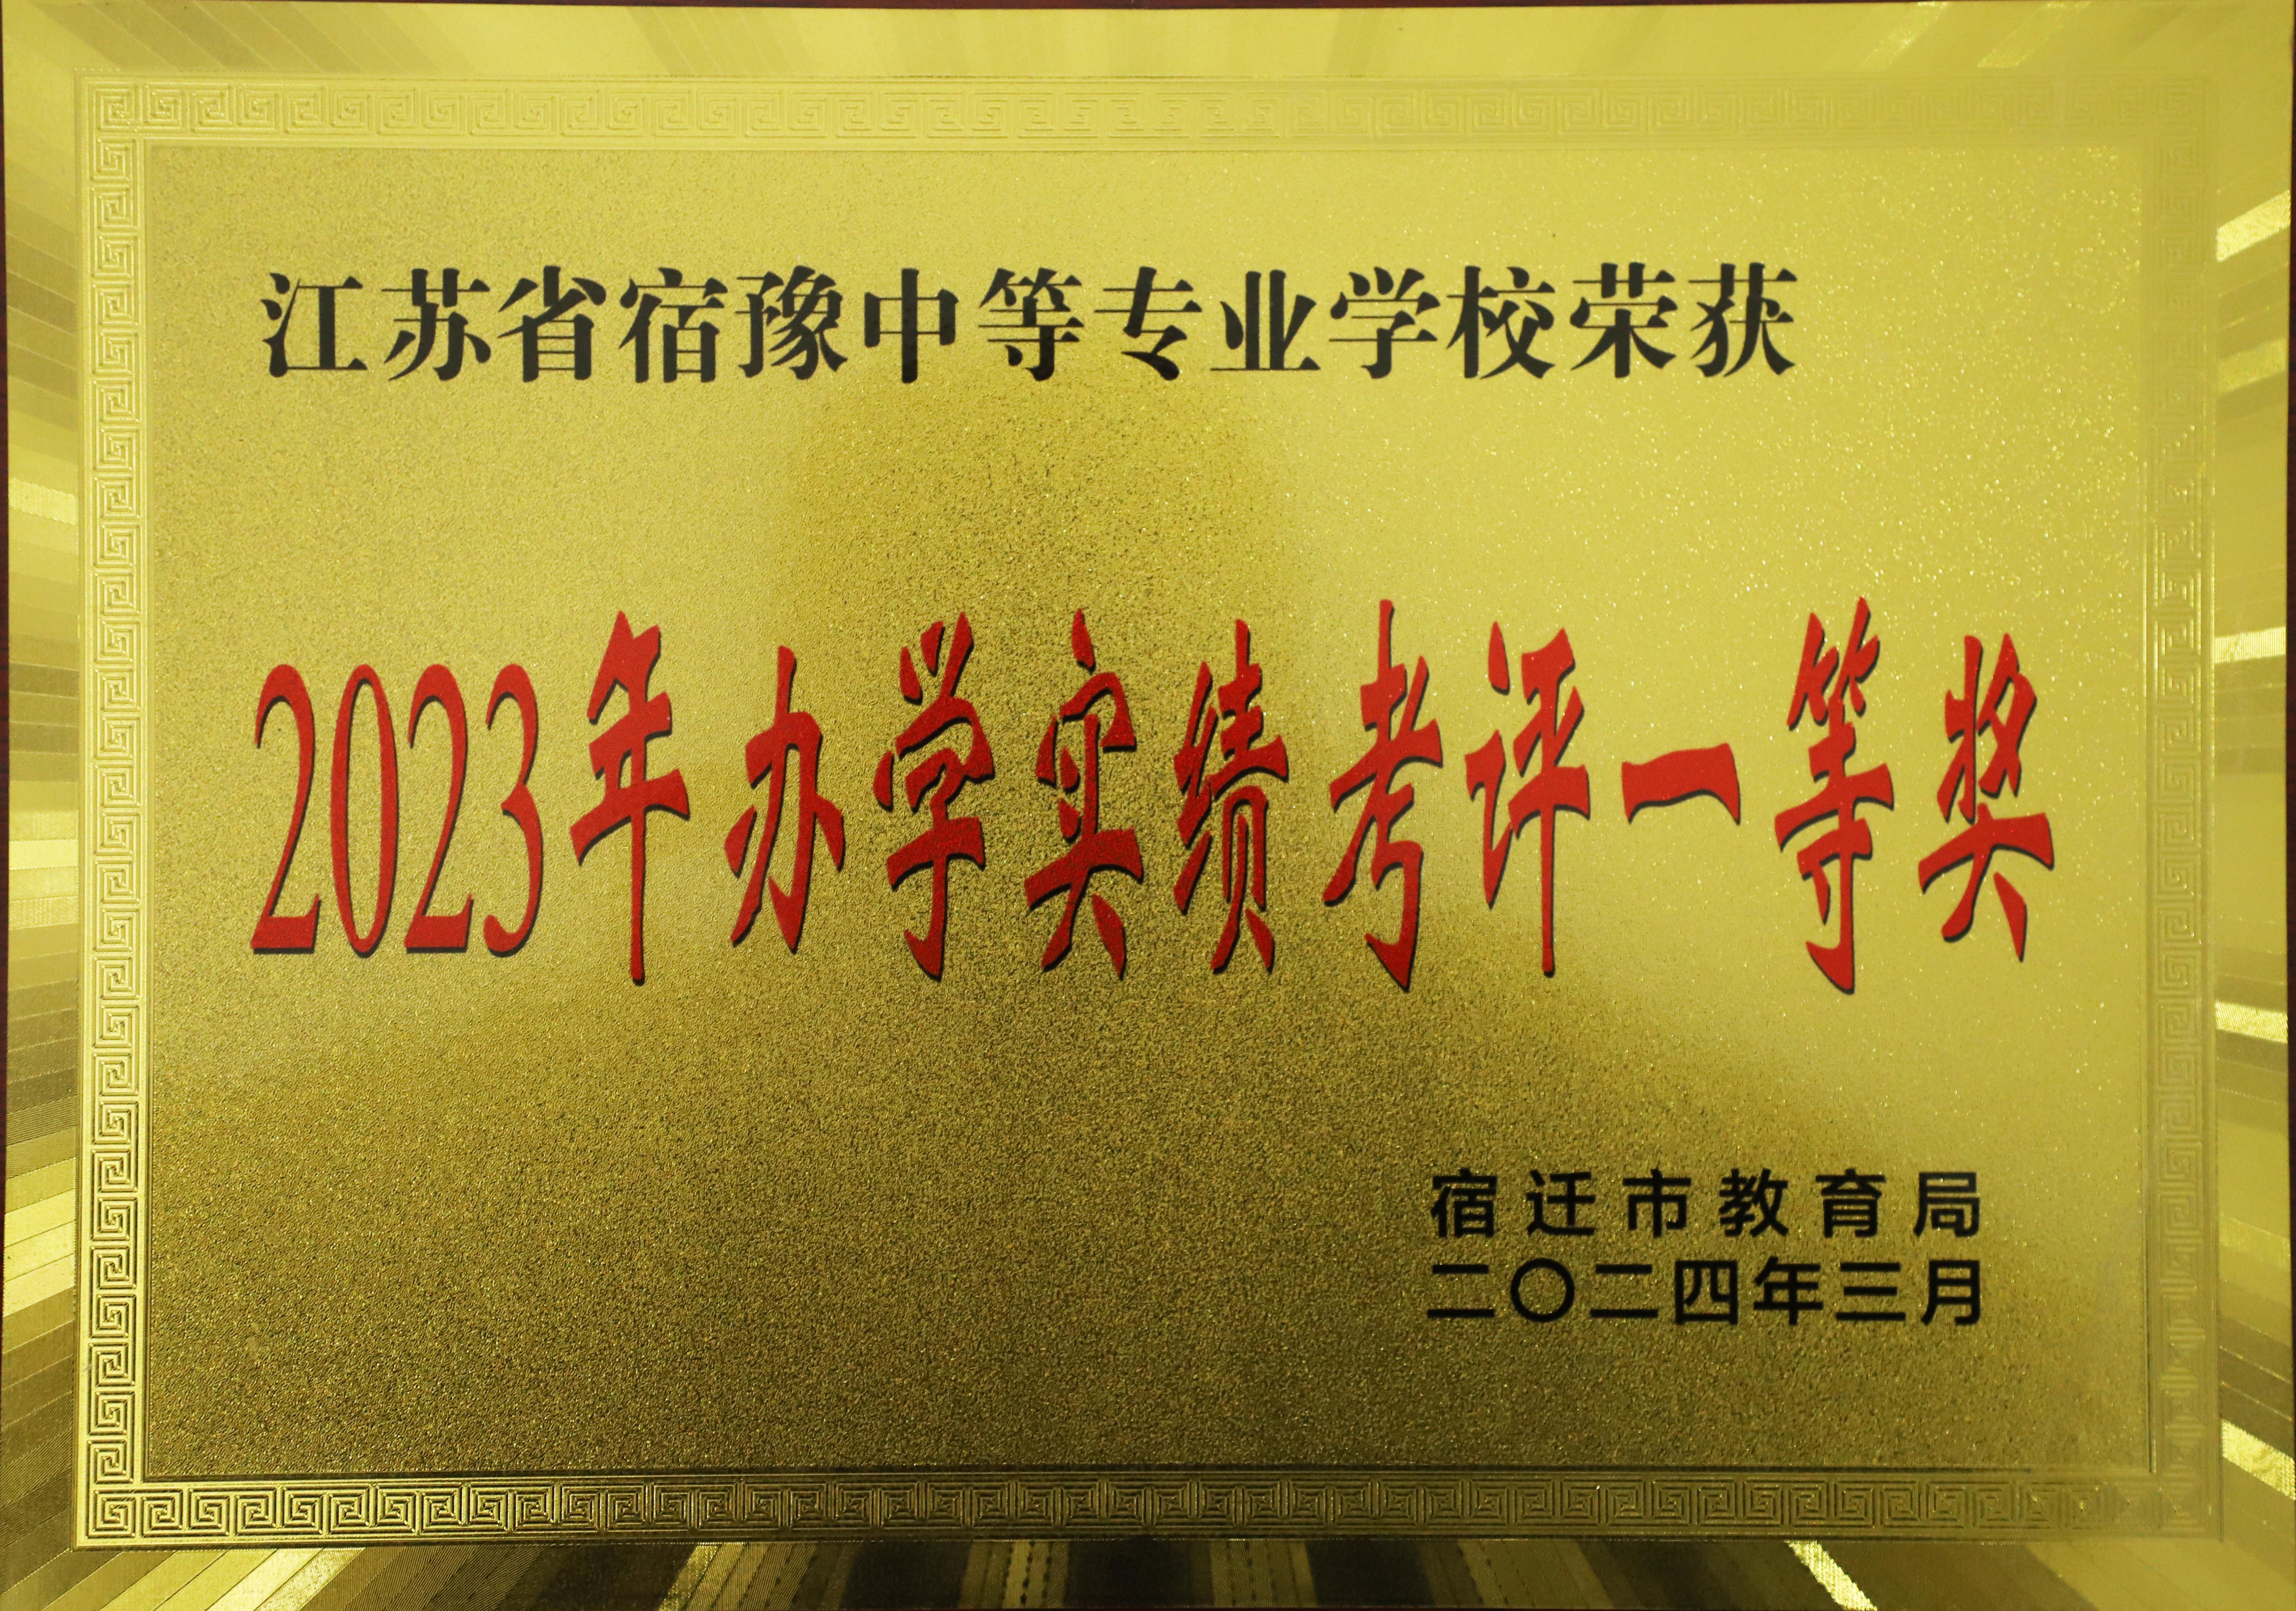 江苏省宿豫中等专业学校荣获
2023年办学实绩考评一等奖
宿迁市教育局
二〇二四年三月